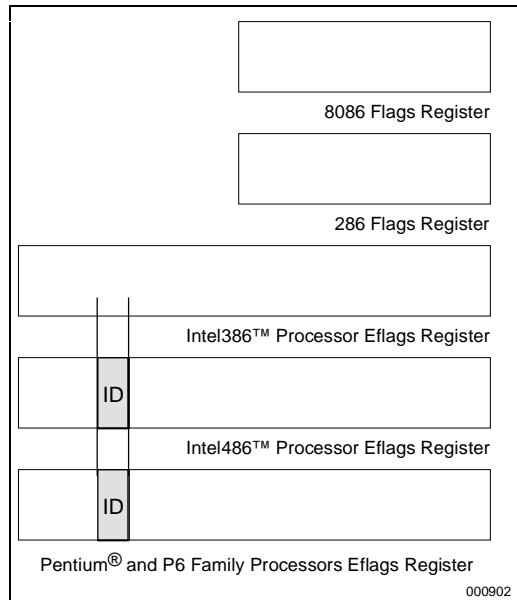 8086 Flags Register
286 Flags Register
Intel386™ Processor Eflags Register
ID
Intel486™ Processor Eflags Register
ID
Pentium® and P6 Family Processors Eflags Register
000902